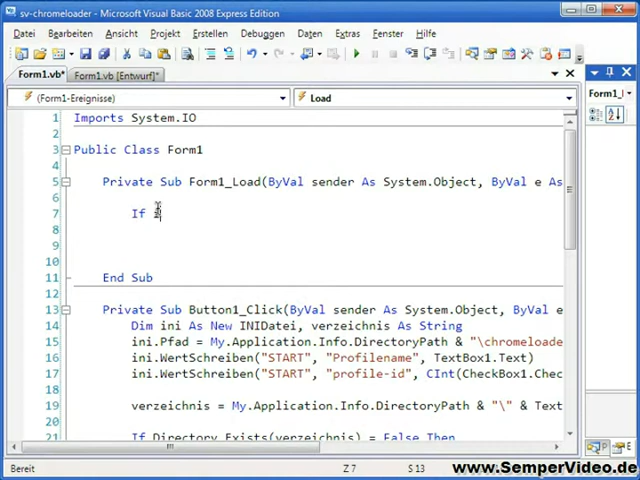 sv-chromeloader - Microsoft Visual Basic 2008 Express Edition
Datei Bearbeiten Ansicht Projekt Erstellen Debuggen Daten Extras Fenster Hilfe
Form1.vb* Form1.vb [Entwurf]*
(Form1-Ereignisse) Load
Form1_l
1 Imports System.IO
2
3 Public Class Form1
4
5 Private Sub Form1_Load(ByVal sender As System.Object, ByVal e As
6
7 If
8
9
10
11 End Sub
12
13 Private Sub Button1_Click(ByVal sender As System.Object, ByVal e
14 Dim ini As New INIDatei, verzeichnis As String
15 ini.Pfad = My.Application.Info.DirectoryPath & "\chromeloade
16 ini.WertSchreiben("START", "Profilename", TextBox1.Text)
17 ini.WertSchreiben("START", "profile-id", CInt(CheckBox1.Chec
18
19 verzeichnis = My.Application.Info.DirectoryPath & "\" & Text
20
21 If Directory.Exists(verzeichnis) = False Then
Bereit Z 7 S 13
www.SemperVideo.de